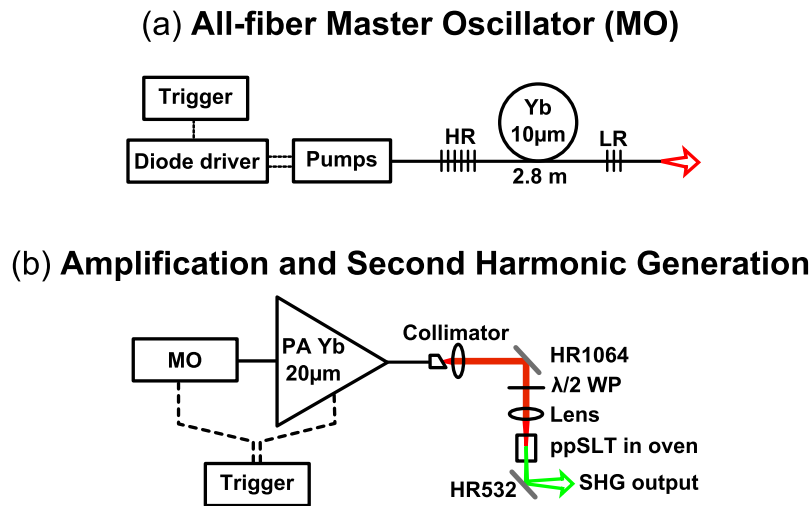 (a) All-fiber Master Oscillator (MO)
Trigger
Diode driver
Pumps
HR
Yb
10µm
2.8 m
LR
(b) Amplification and Second Harmonic Generation
MO
PA Yb
20µm
Trigger
Collimator
HR1064
λ/2 WP
Lens
ppSLT in oven
HR532
SHG output